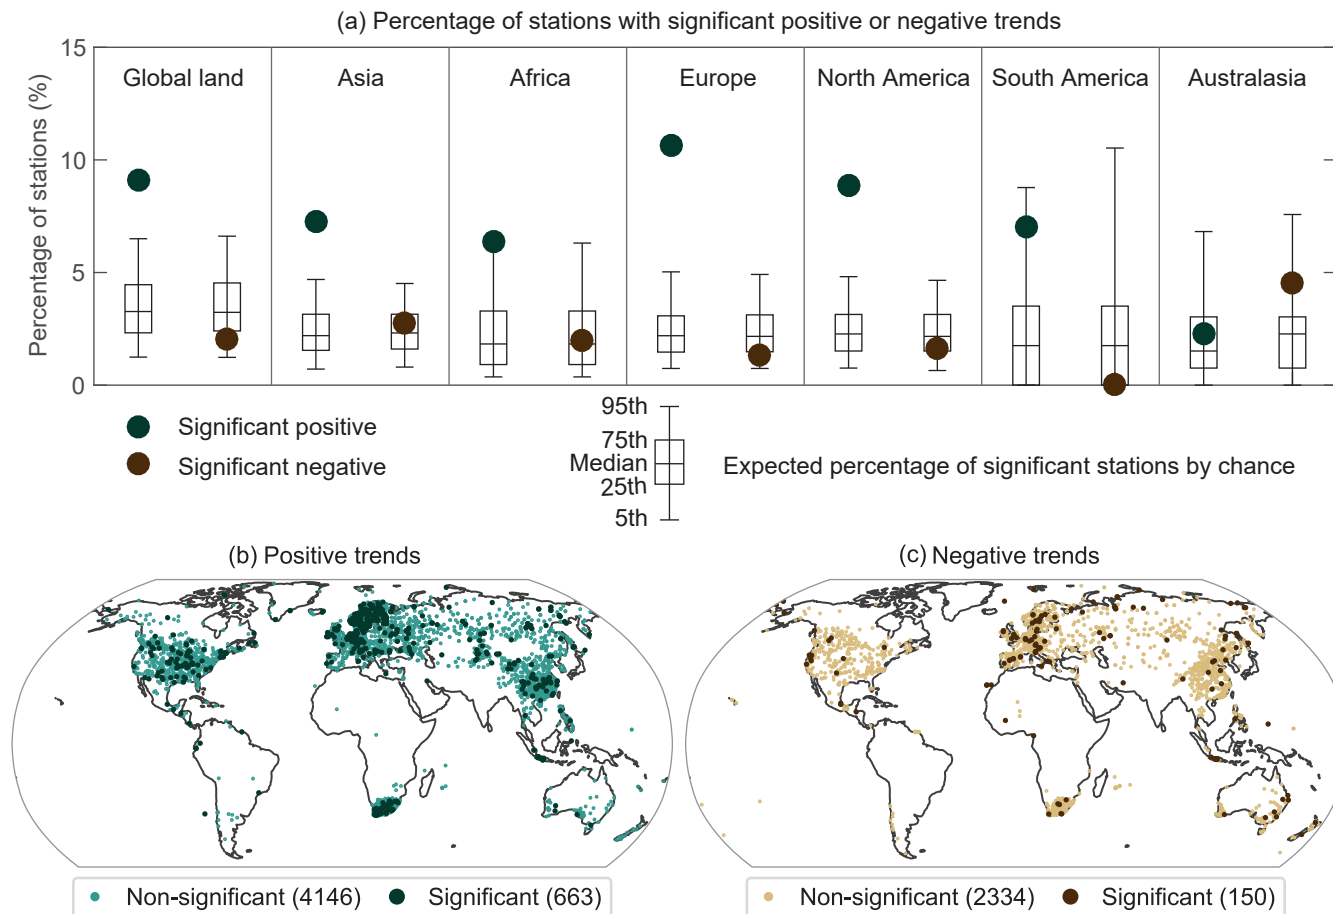 (a) Percentage of stations with significant positive or negative trends
Percentage of stations (%)
15
10
5
0
Global land
Asia
Africa
Europe
North America
South America
Australasia
Significant positive
Significant negative
95th
75th
Median
25th
5th
Expected percentage of significant stations by chance
(b) Positive trends
(c) Negative trends
Non-significant (4146) Significant (663)
Non-significant (2334) Significant (150)